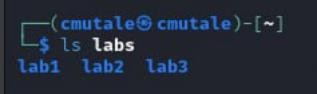 ┌──(cmutale㉿cmutale)-[~]
└─$ ls labs
lab1 lab2 lab3